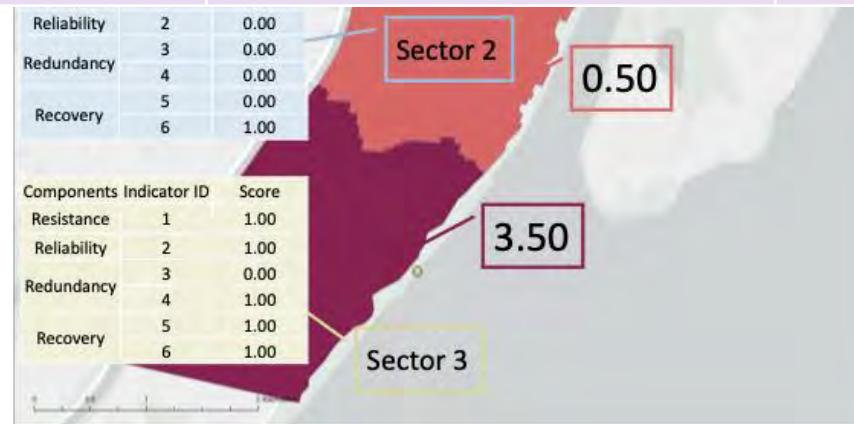 Reliability 2 0.00
Redundancy 3 0.00
4 0.00
Recovery 5 0.00
6 1.00
Sector 2
0.50
Components Indicator ID Score
Resistance 1 1.00
Reliability 2 1.00
Redundancy 3 0.00
4 1.00
Recovery 5 1.00
6 1.00
3.50
Sector 3
0
1